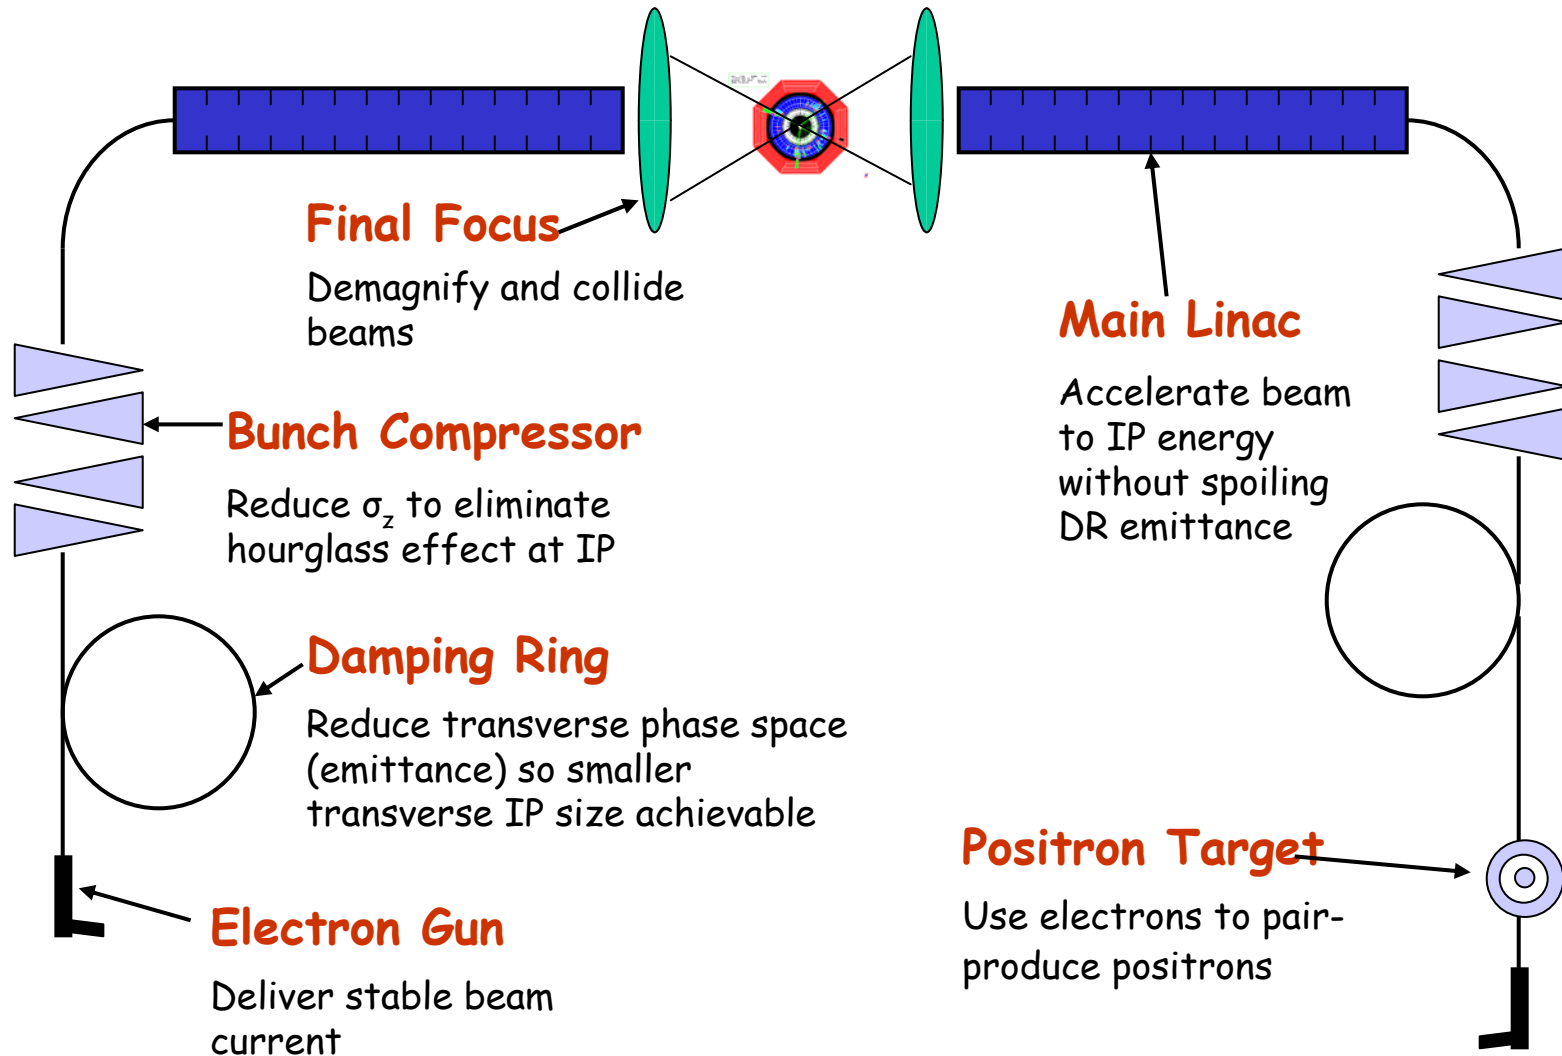 Final Focus
Demagnify and collide
beams
Main Linac
Accelerate beam
to IP energy
without spoiling
DR emittance
Bunch Compressor
Reduce σz to eliminate
hourglass effect at IP
Damping Ring
Reduce transverse phase space
(emittance) so smaller
transverse IP size achievable
Positron Target
Use electrons to pair-
produce positrons
Electron Gun
Deliver stable beam
current